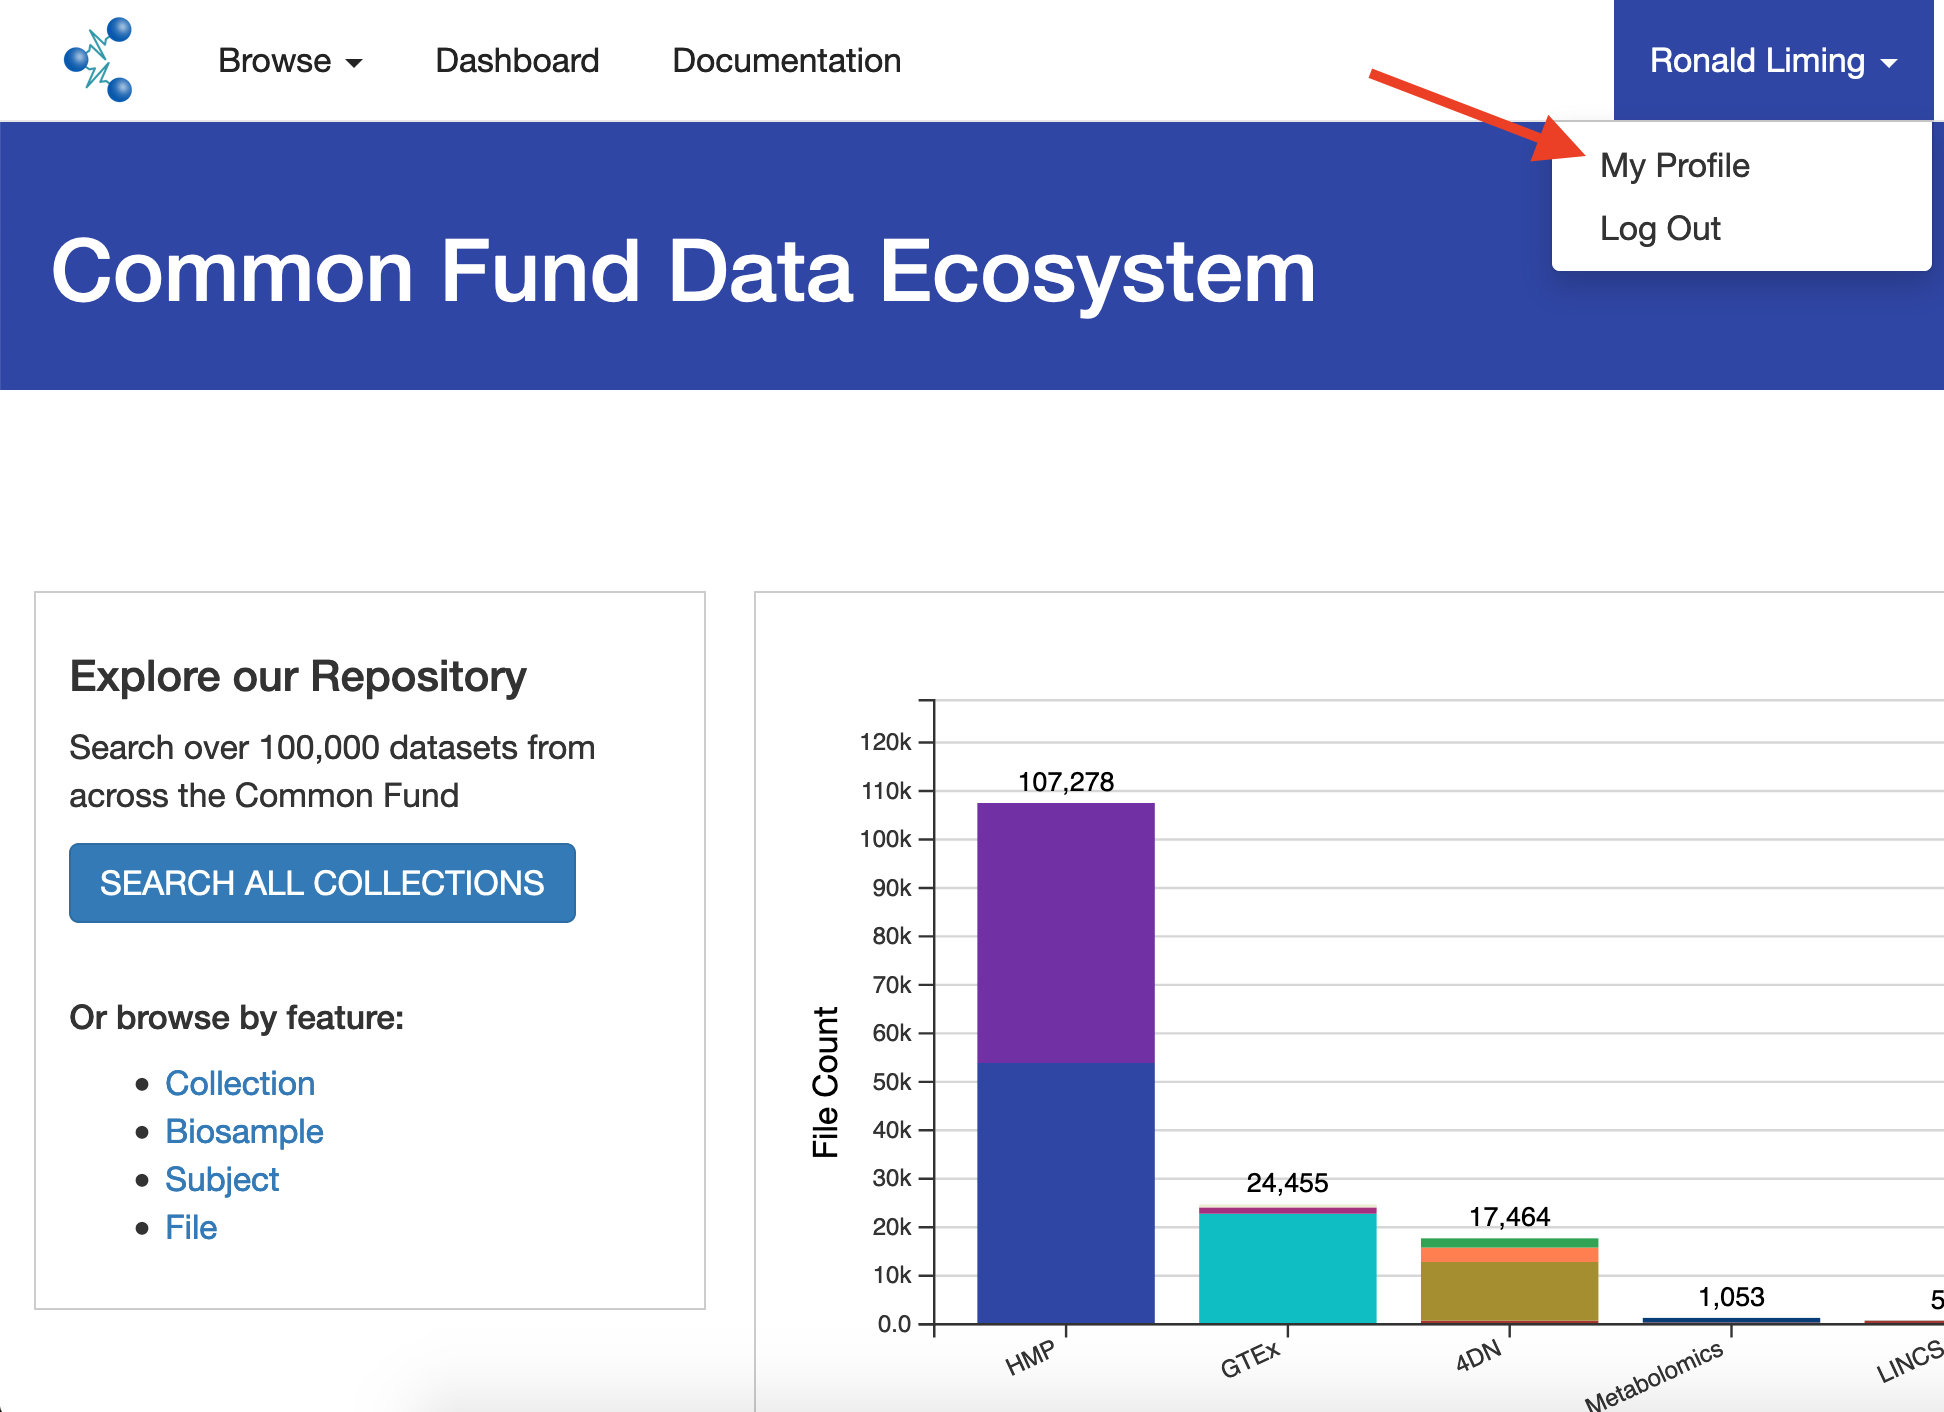 Browse
Dashboard
Documentation
Ronald Liming
My Profile
Log Out
Common Fund Data Ecosystem
Explore our Repository
Search over 100,000 datasets from
across the Common Fund
SEARCH ALL COLLECTIONS
Or browse by feature:
Collection
Biosample
Subject
File
File Count
120k
110k
100k
90k
80k
70k
60k
50k
40k
30k
20k
10k
0.0
107,278
24,455
17,464
1,053
5
HMP
GTEx
4DN
Metabolomics
LINCS